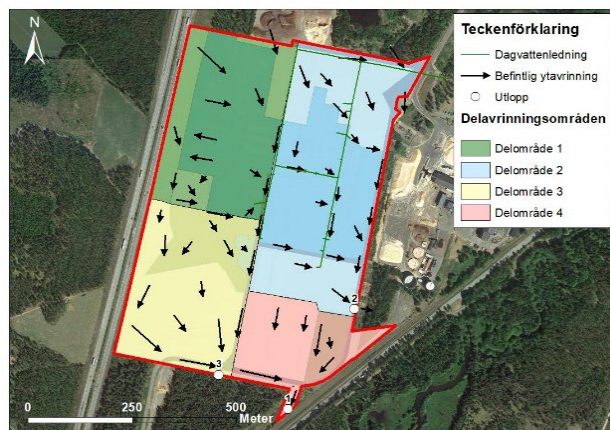 N
Teckenförklaring
Dagvattenledning
Befintlig ytavrinning
Utlopp
Delavrinningsområden
Delområde 1
Delområde 2
Delområde 3
Delområde 4
2
3
1
0 250 500
Meter